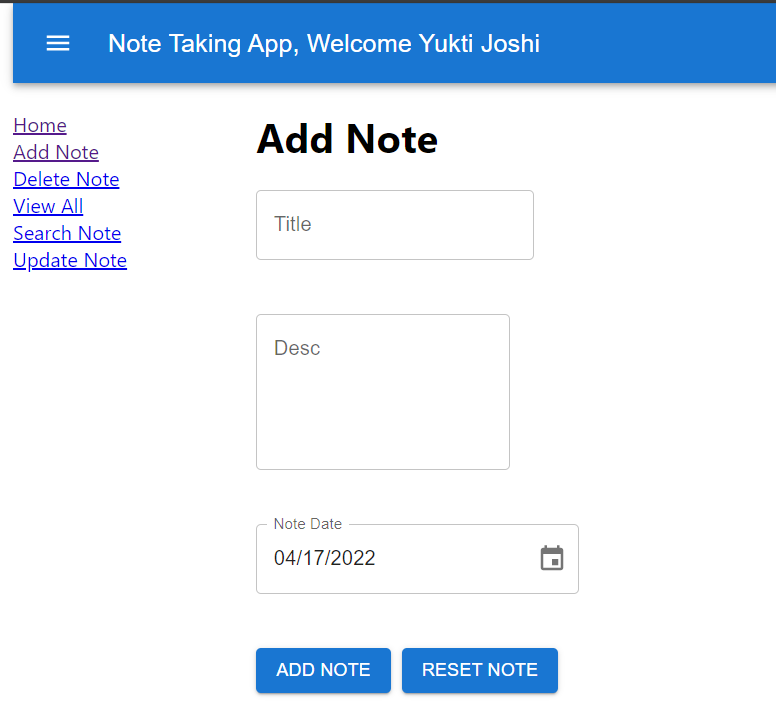 Note Taking App, Welcome Yukti Joshi
Home
Add Note
Delete Note
View All
Search Note
Update Note
Add Note
Title
Desc
Note Date
04/17/2022
ADD NOTE
RESET NOTE